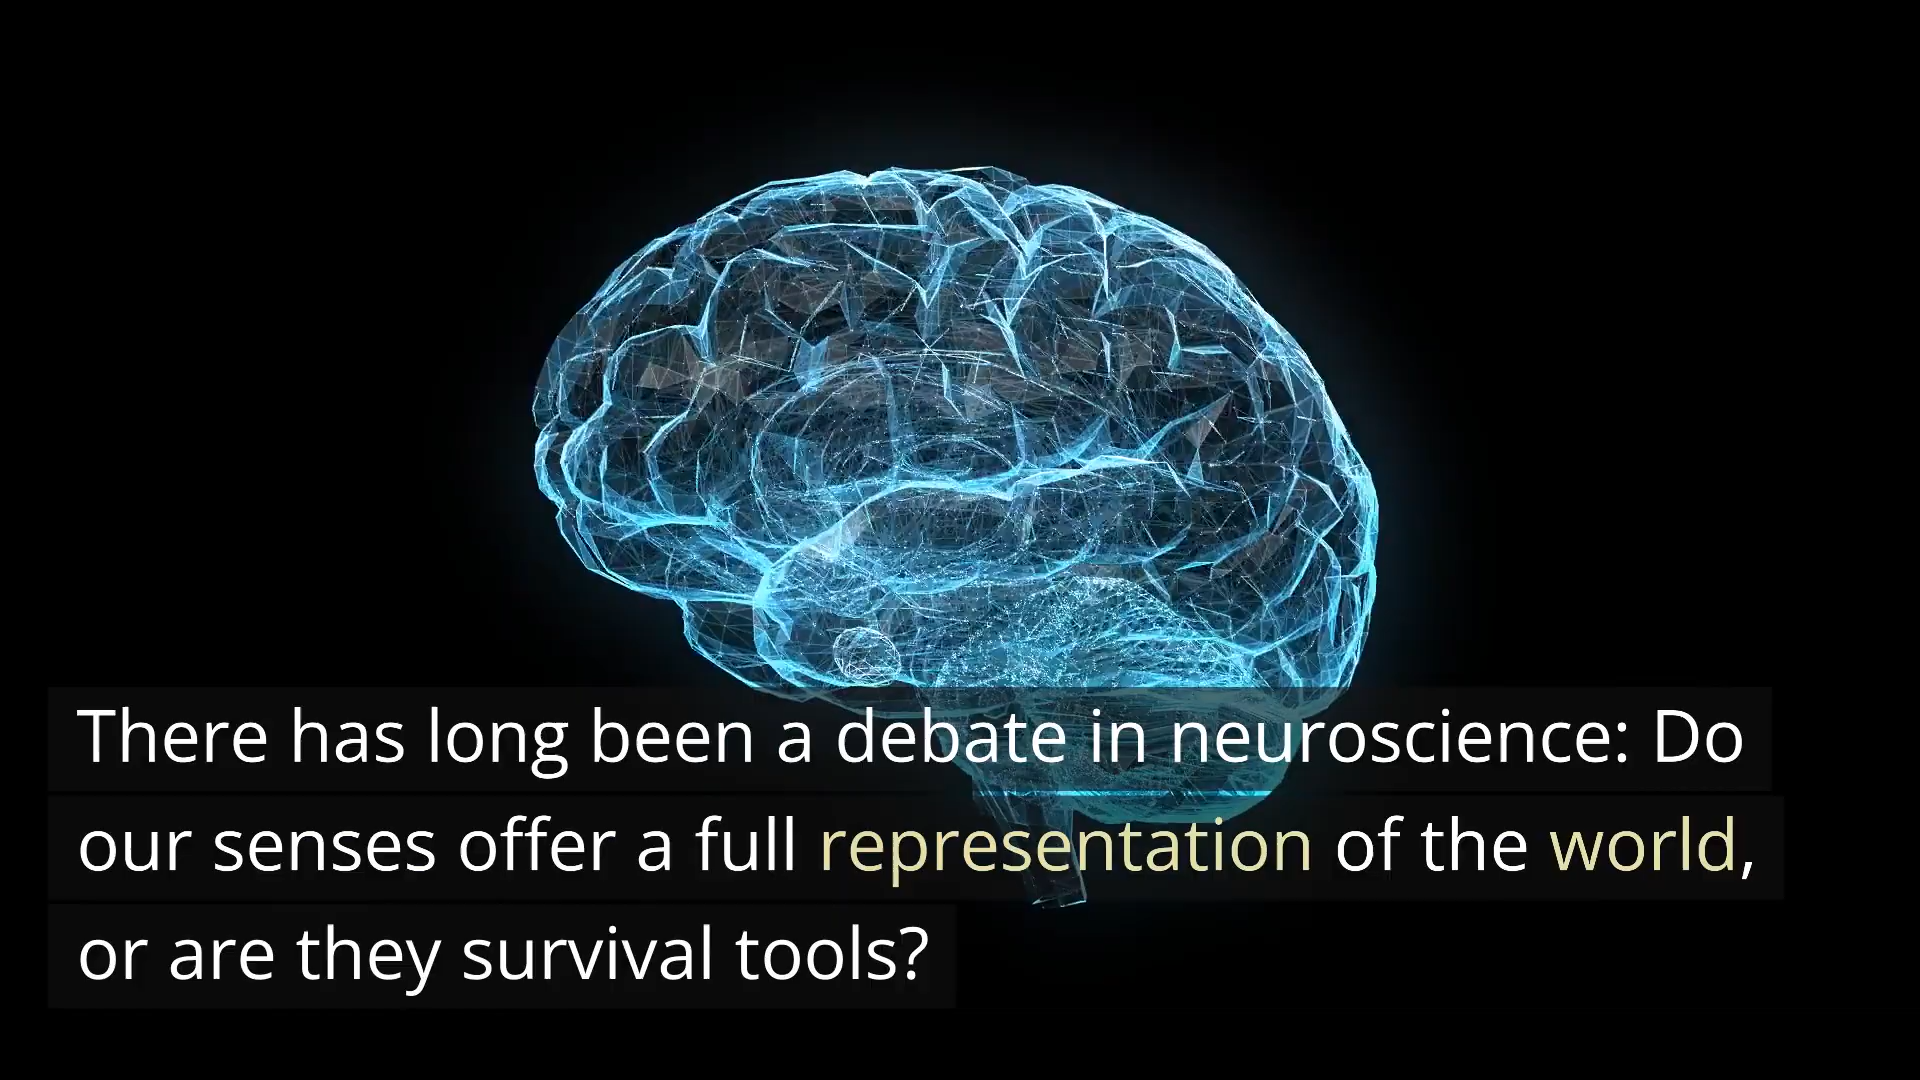 There has long been a debate in neuroscience: Do
our senses offer a full representation of the world,
or are they survival tools?